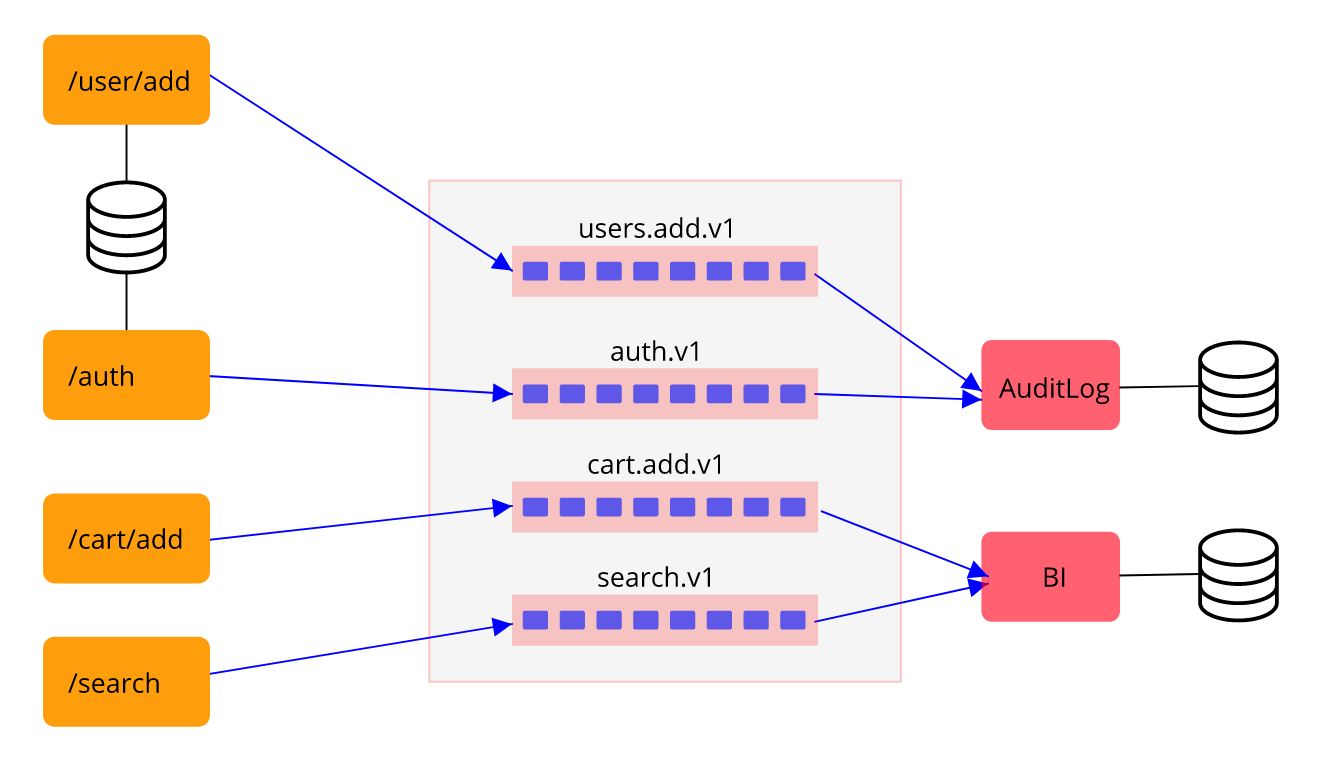 /user/add
/auth
/cart/add
/search
users.add.v1
auth.v1
cart.add.v1
search.v1
AuditLog
BI